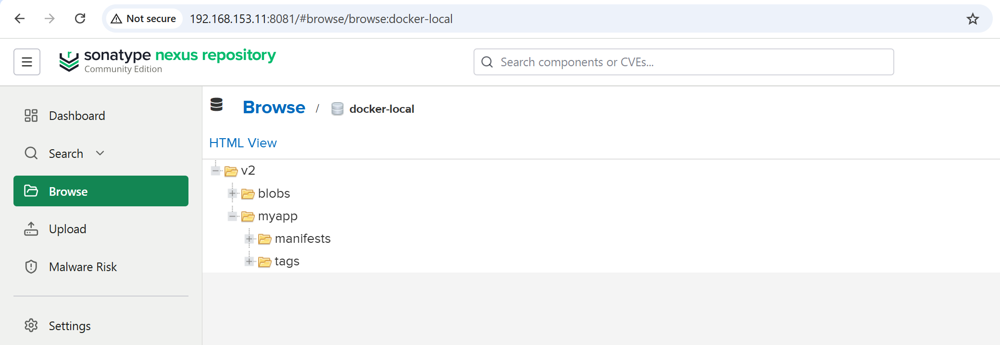 Not secure 192.168.153.11:8081/#browse/browse:docker-local
sonatype nexus repository
Community Edition
Search components or CVEs...
Dashboard
Search
Browse
Upload
Malware Risk
Settings
Browse / docker-local
HTML View
v2
blobs
myapp
manifests
tags